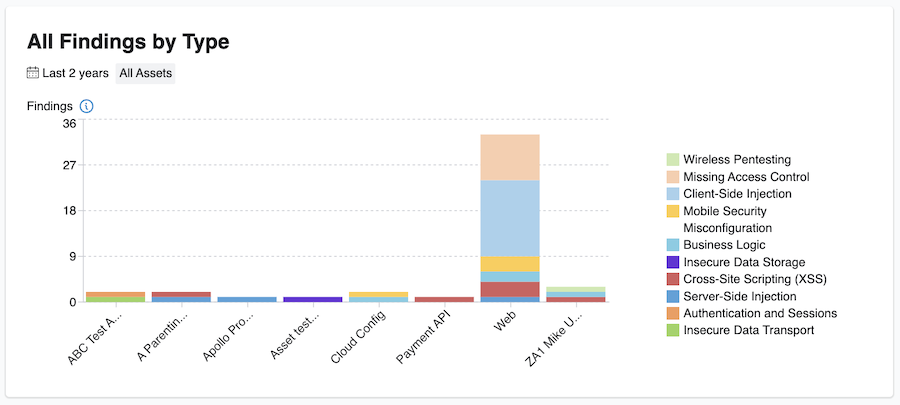 All Findings by Type
Last 2 years All Assets
Findings
36
27
18
9
0
ABC Test A...
A Parentin...
Apollo Pro...
Asset test...
Cloud Config
Payment API
Web
ZA1 Mike U...
Wireless Pentesting
Missing Access Control
Client-Side Injection
Mobile Security
Misconfiguration
Business Logic
Insecure Data Storage
Cross-Site Scripting (XSS)
Server-Side Injection
Authentication and Sessions
Insecure Data Transport